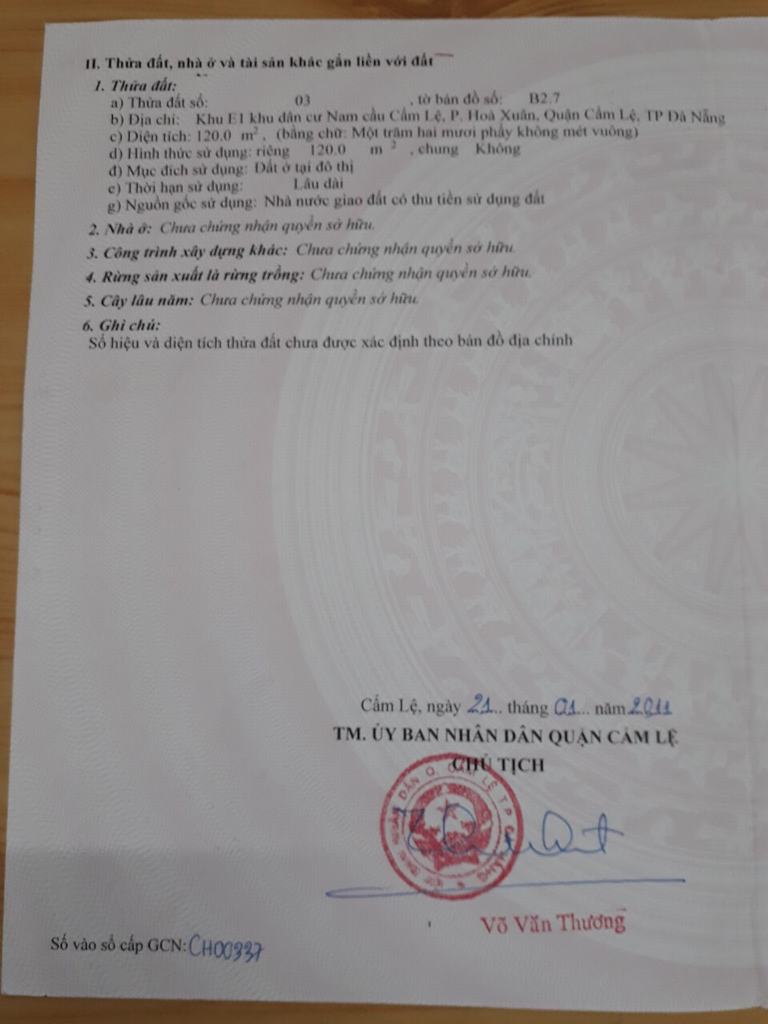 II. Thửa đất, nhà ở và tài sản khác gắn liền với đất
1. Thửa đất:
a) Thửa đất số: 03 , tờ bản đồ số: B2.7
b) Địa chỉ: Khu E1 khu dân cư Nam cầu Cẩm Lệ, P. Hoà Xuân, Quận Cẩm Lệ, TP Đà Nẵng
c) Diện tích: 120.0 m², (bằng chữ: Một trăm hai mươi phẩy không mét vuông)
d) Hình thức sử dụng: riêng 120.0 m ², chung Không
đ) Mục đích sử dụng: Đất ở tại đô thị
e) Thời hạn sử dụng: Lâu dài
g) Nguồn gốc sử dụng: Nhà nước giao đất có thu tiền sử dụng đất
2. Nhà ở: Chưa chứng nhận quyền sở hữu.
3. Công trình xây dựng khác: Chưa chứng nhận quyền sở hữu.
4. Rừng sản xuất là rừng trồng: Chưa chứng nhận quyền sở hữu.
5. Cây lâu năm: Chưa chứng nhận quyền sở hữu.
6. Ghi chú:
Số hiệu và diện tích thửa đất chưa được xác định theo bản đồ địa chính
Cẩm Lệ, ngày 21.. tháng 01... năm 2011
TM. ỦY BAN NHÂN DÂN QUẬN CẨM LỆ
CHỦ TỊCH
Võ Văn Thương
Số vào sổ cấp GCN: CH00337